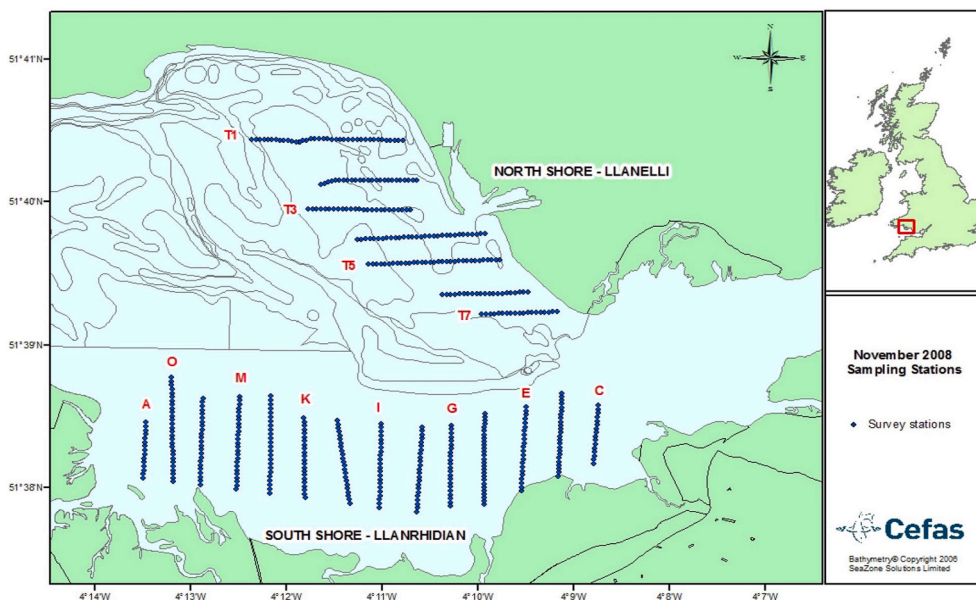 51°41'N
51°40'N
51°39'N
51°38'N
N
W E
S
T1
T3
T5
T7
NORTH SHORE - LLANELLI
O
A
M
K
I
G
E
C
SOUTH SHORE - LLANRHIDIAN
4°14'W 4°13'W 4°12'W 4°11'W 4°10'W 4°9'W 4°8'W 4°7'W
November 2008
Sampling Stations
Survey stations
Cefas
Bathymetry© Copyright 2006
SeaZone Solutions Limited